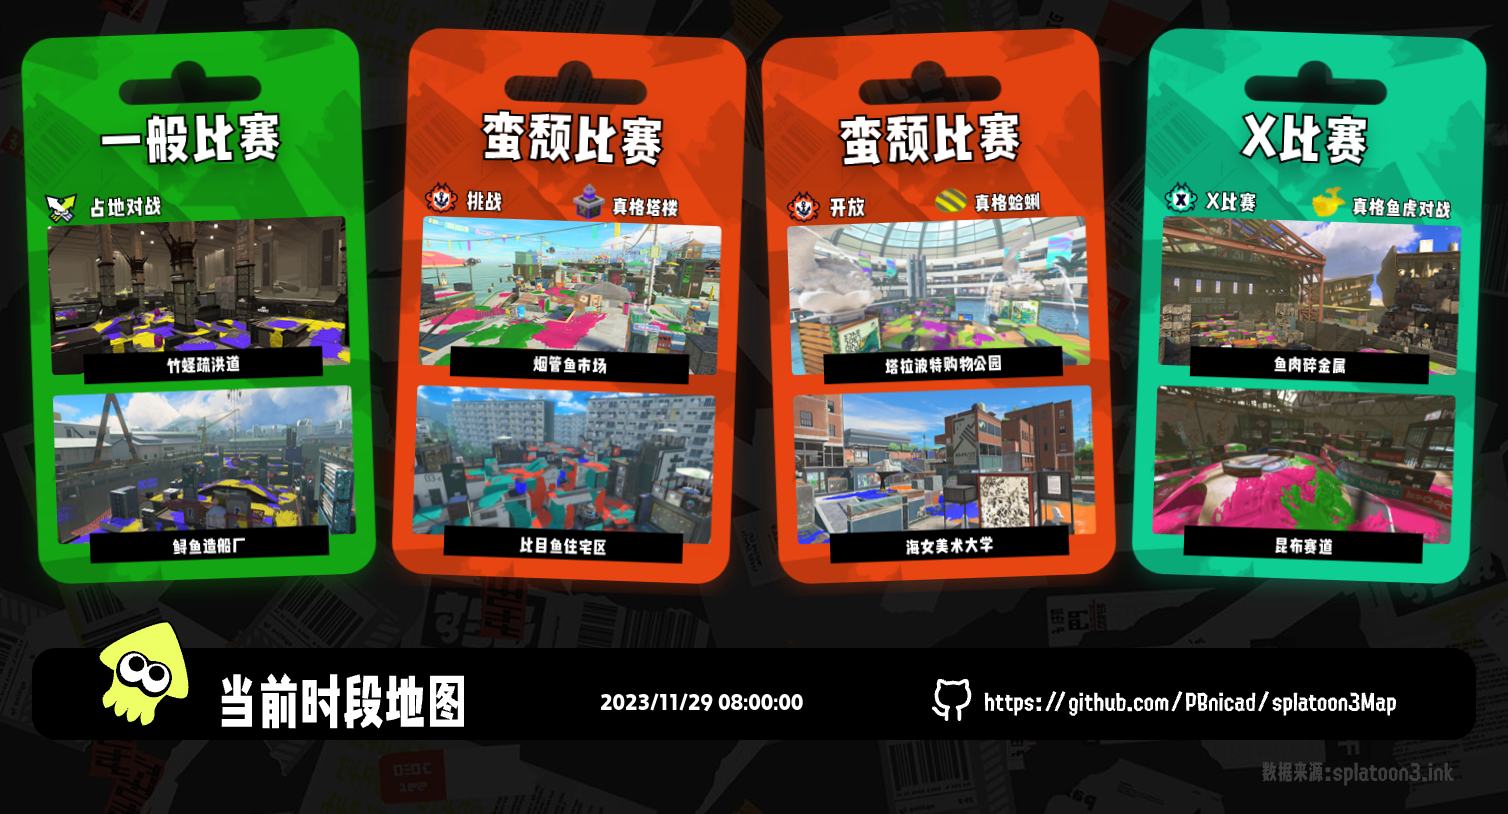 一般比赛
占地对战
竹蛏疏洪道
鲟鱼造船厂
蛮颓比赛
挑战
真格塔楼
烟管鱼市场
比目鱼住宅区
蛮颓比赛
开放
真格蛤蜊
塔拉波特购物公园
海女美术大学
X比赛
X比赛
真格鱼虎对战
鱼肉碎金属
昆布赛道
当前时段地图
2023/11/29 08:00:00
https://github.com/PBnicad/splatoon3Map
数据来源:splatoon3.ink